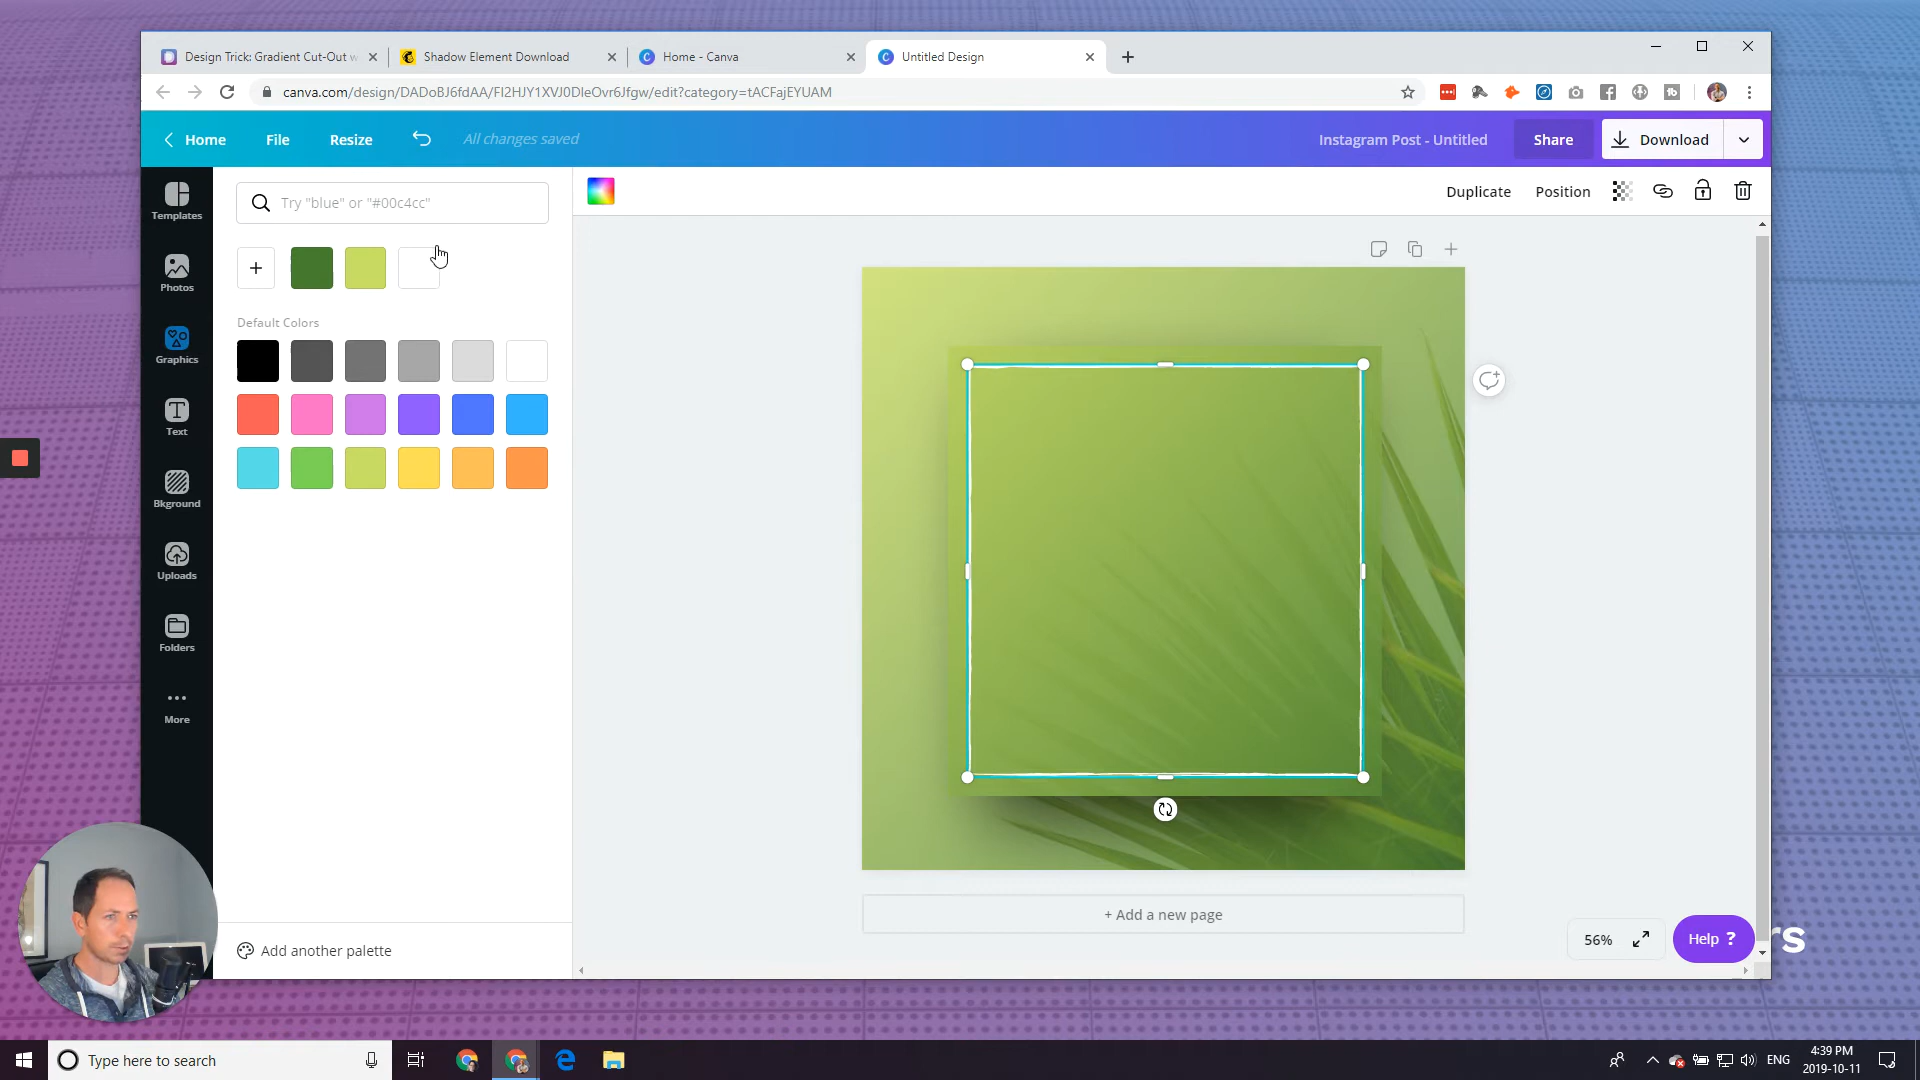 Design Trick: Gradient Cut-Out w
Shadow Element Download
Home - Canva
Untitled Design
canva.com/design/DADoBJ6fdAA/FI2HJY1XVJ0DIeOvr6Jfgw/edit?category=tACFajEYUAM
Home
File
Resize
All changes saved
Instagram Post - Untitled
Share
Download
Templates
Photos
Graphics
Text
Bkground
Uploads
Folders
More
Try "blue" or "#00c4cc"
Default Colors
Add another palette
Duplicate
Position
+ Add a new page
56%
Help ?
rs
Type here to search
ENG
4:39 PM
2019-10-11